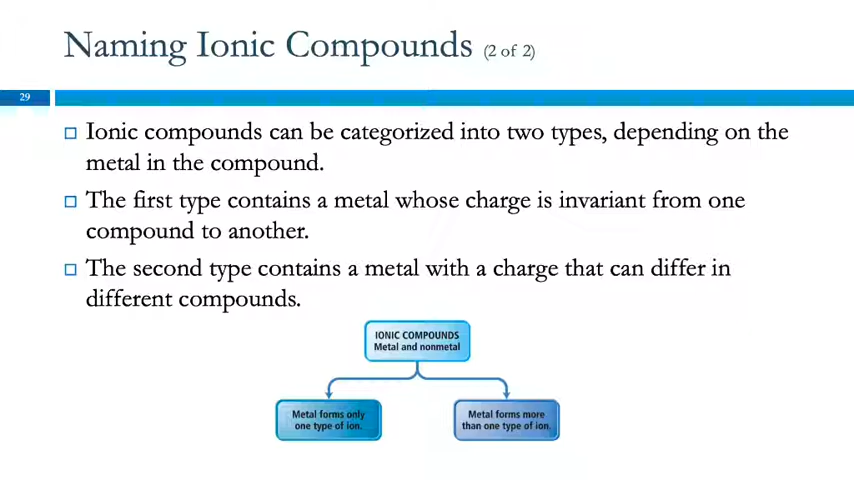 Naming Ionic Compounds (2 of 2)
29
Ionic compounds can be categorized into two types, depending on the
metal in the compound.
The first type contains a metal whose charge is invariant from one
compound to another.
The second type contains a metal with a charge that can differ in
different compounds.
IONIC COMPOUNDS
Metal and nonmetal
Metal forms only
one type of ion.
Metal forms more
than one type of ion.